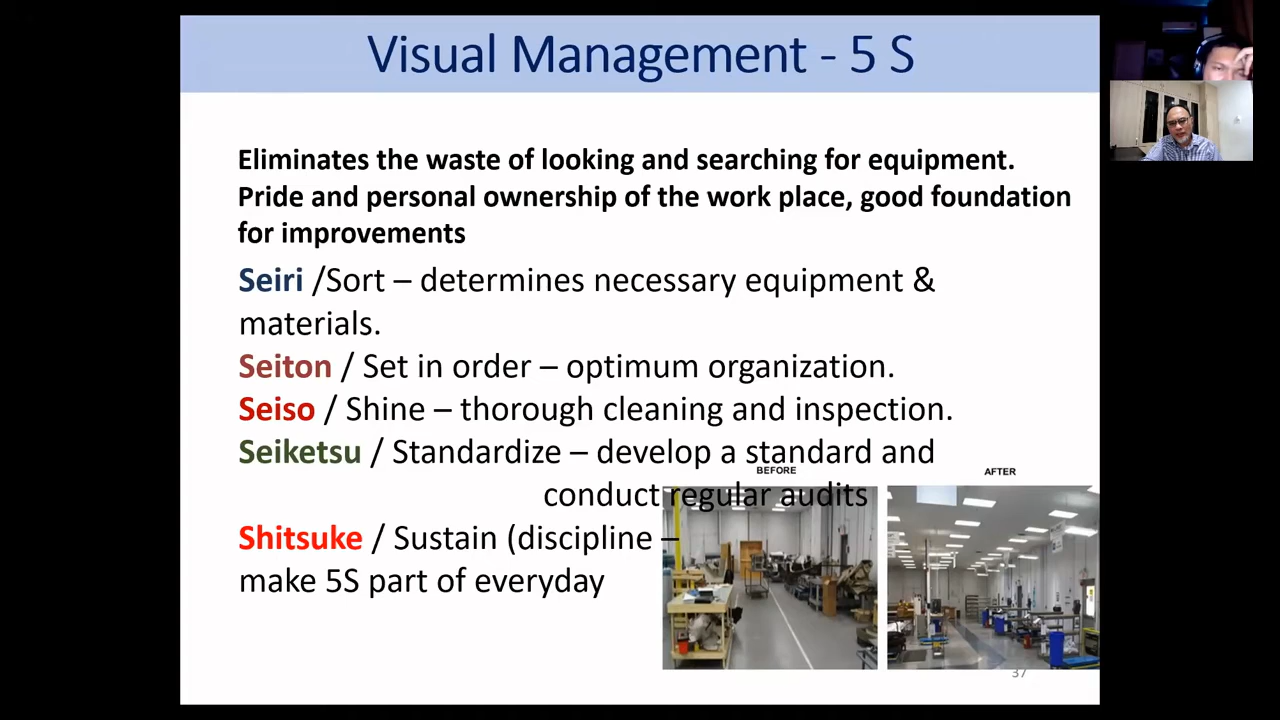 Visual Management - 5 S
Eliminates the waste of looking and searching for equipment.
Pride and personal ownership of the work place, good foundation
for improvements
Seiri /Sort – determines necessary equipment &
materials.
Seiton / Set in order – optimum organization.
Seiso / Shine – thorough cleaning and inspection.
Seiketsu / Standardize – develop a standard and
conduct regular audits
Shitsuke / Sustain (discipline –
make 5S part of everyday
BEFORE
AFTER
37